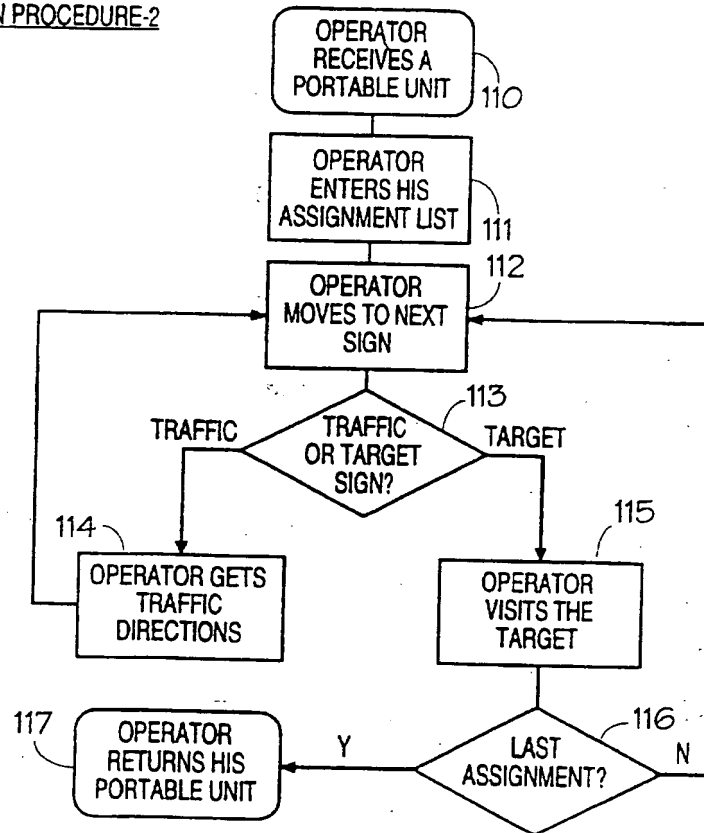 N PROCEDURE-2
OPERATOR
RECEIVES A
PORTABLE UNIT
110
OPERATOR
ENTERS HIS
ASSIGNMENT LIST
111
112
OPERATOR
MOVES TO NEXT
SIGN
113
TRAFFIC
TRAFFIC
OR TARGET
SIGN?
TARGET
114
OPERATOR GETS
TRAFFIC
DIRECTIONS
115
OPERATOR
VISITS THE
TARGET
116
LAST
ASSIGNMENT?
Y
N
117
OPERATOR
RETURNS HIS
PORTABLE UNIT